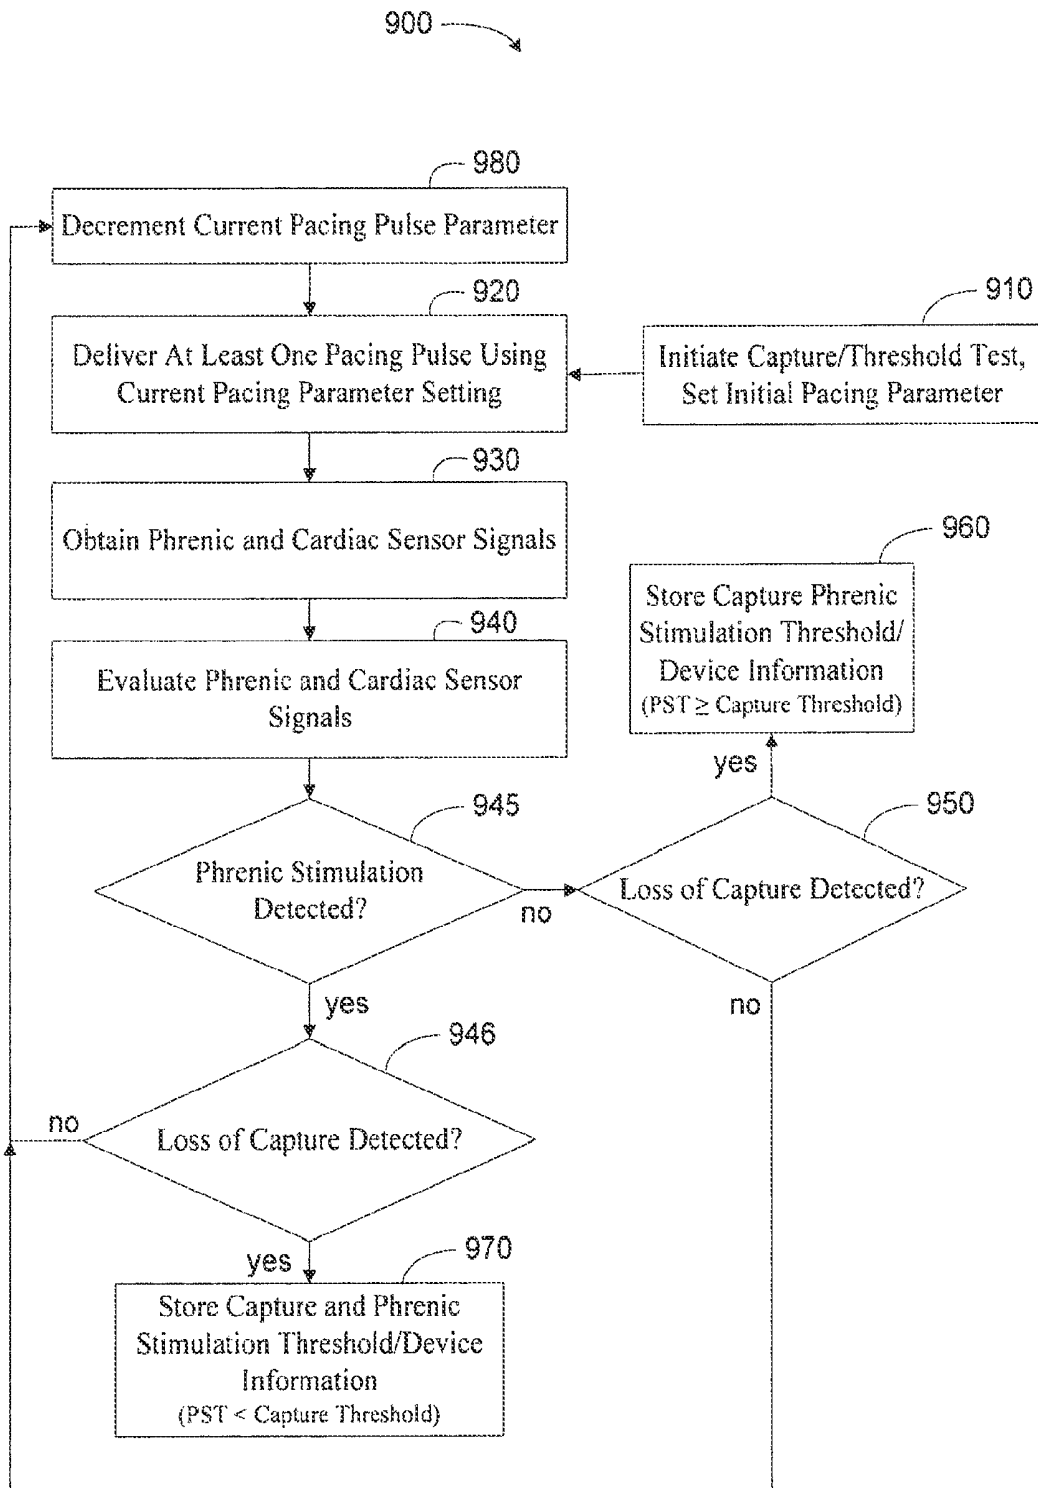 900
980
Decrement Current Pacing Pulse Parameter
920
Deliver At Least One Pacing Pulse Using
Current Pacing Parameter Setting
910
Initiate Capture/Threshold Test,
Set Initial Pacing Parameter
930
Obtain Phrenic and Cardiac Sensor Signals
940
Evaluate Phrenic and Cardiac Sensor
Signals
960
Store Capture Phrenic
Stimulation Threshold/
Device Information
(PST ≥ Capture Threshold)
yes
945
Phrenic Stimulation
Detected?
no
950
Loss of Capture Detected?
no
yes
946
Loss of Capture Detected?
no
yes
970
Store Capture and Phrenic
Stimulation Threshold/Device
Information
(PST < Capture Threshold)